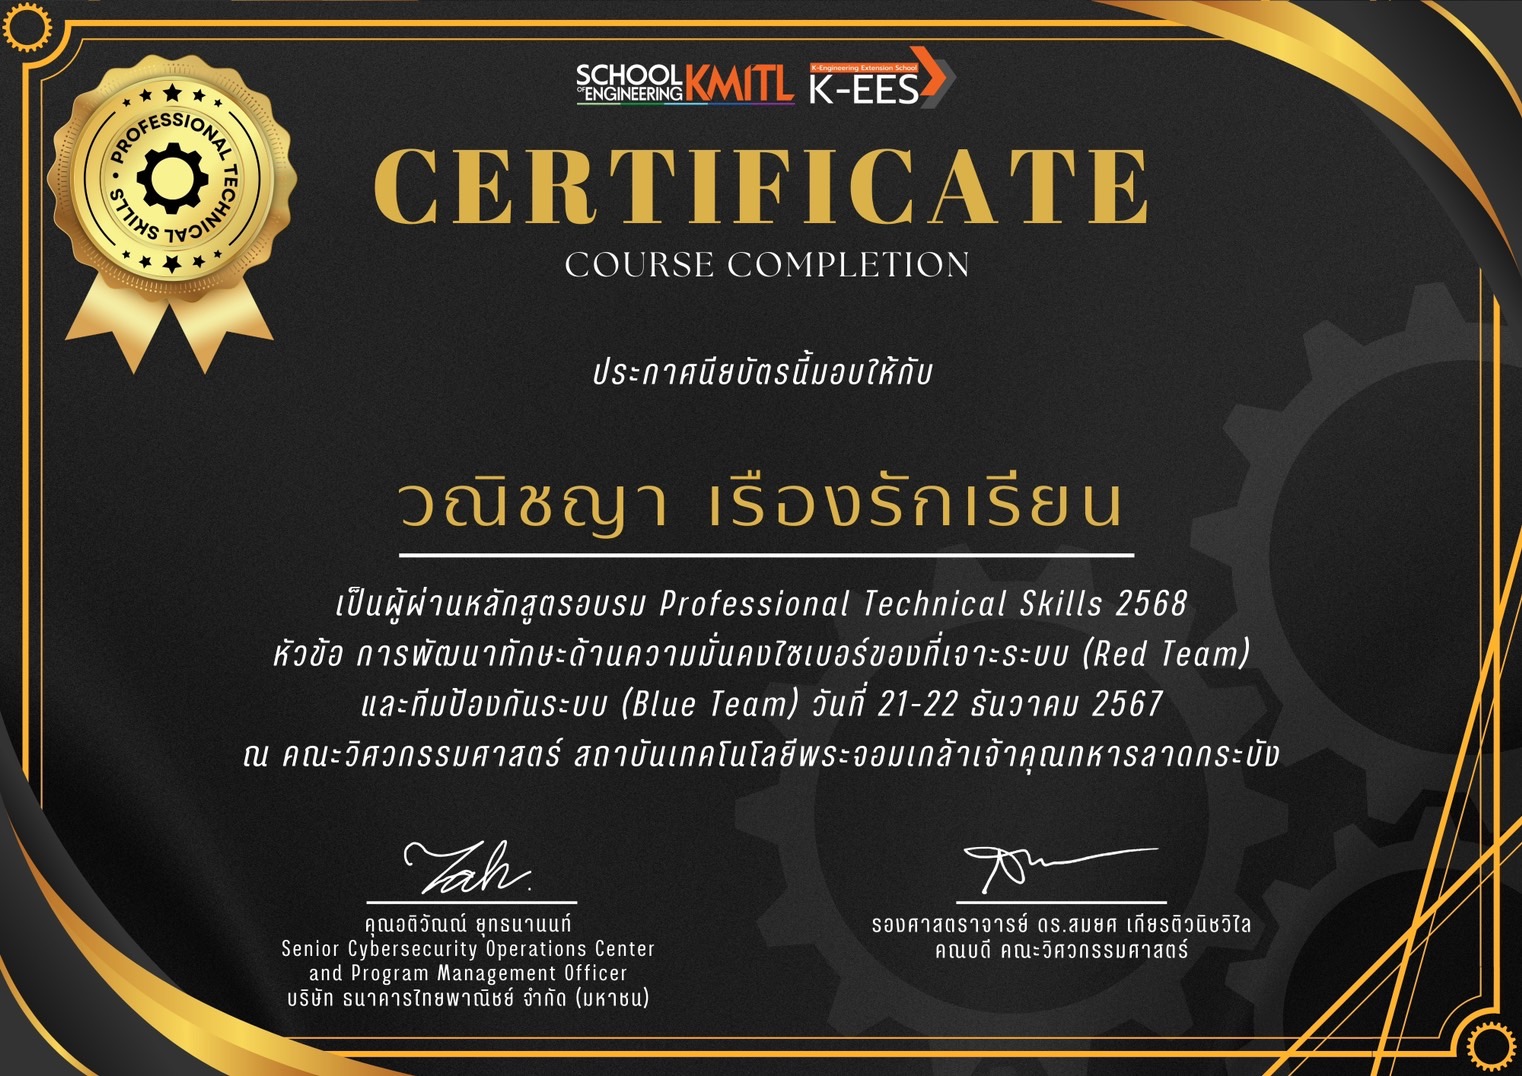 PROFESSIONAL TECHNICAL SKILLS
SCHOOL OF ENGINEERING KMITL
K-Engineering Extension School
K-EES
CERTIFICATE
COURSE COMPLETION
ประกาศนียบัตรนี้มอบให้กับ
วณิชญา เรืองรักเรียน
เป็นผู้ผ่านหลักสูตรอบรม Professional Technical Skills 2568
หัวข้อ การพัฒนาทักษะด้านความมั่นคงไซเบอร์ของที่เจาะระบบ (Red Team)
และทีมป้องกันระบบ (Blue Team) วันที่ 21-22 ธันวาคม 2567
ณ คณะวิศวกรรมศาสตร์ สถาบันเทคโนโลยีพระจอมเกล้าเจ้าคุณทหารลาดกระบัง
คุณอติวัณณ์ ยุทธนานนท์
Senior Cybersecurity Operations Center
and Program Management Officer
บริษัท ธนาคารไทยพาณิชย์ จำกัด (มหาชน)
รองศาสตราจารย์ ดร.สมยศ เกียรติวนิชวิไล
คณบดี คณะวิศวกรรมศาสตร์